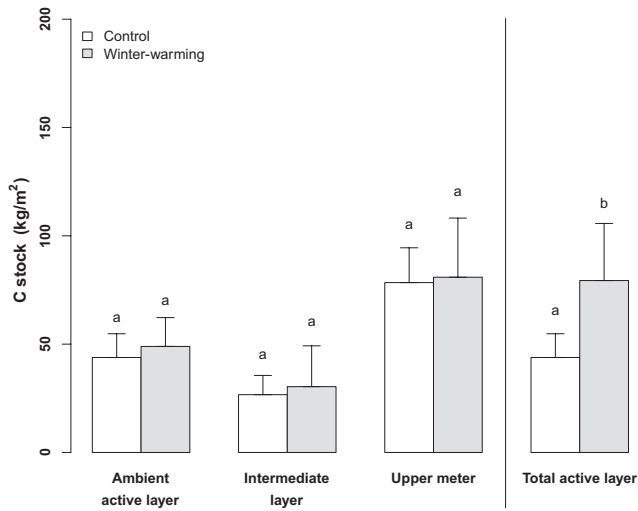 200
150
100
50
0
C stock (kg/m²)
Control
Winter-warming
a
a
a
a
a
a
a
b
Ambient
active layer
Intermediate
layer
Upper meter
Total active layer